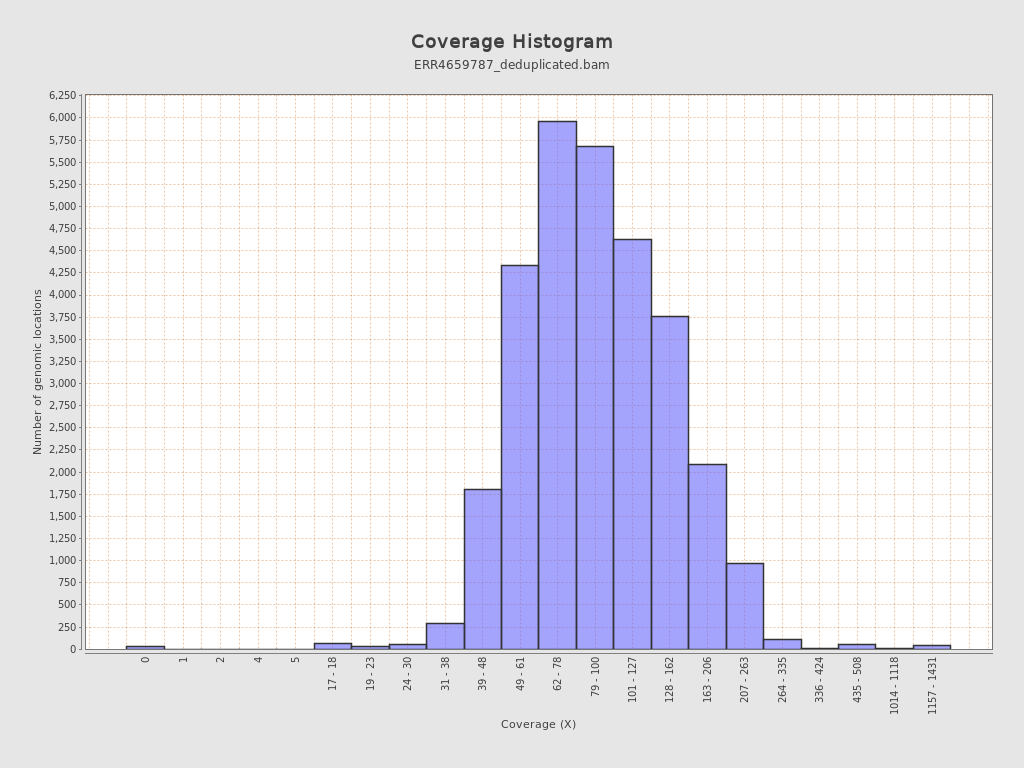 Coverage Histogram
ERR4659787_deduplicated.bam
Number of genomic locations
6,250
6,000
5,750
5,500
5,250
5,000
4,750
4,500
4,250
4,000
3,750
3,500
3,250
3,000
2,750
2,500
2,250
2,000
1,750
1,500
1,250
1,000
750
500
250
0
0
1
2
4
5
17 - 18
19 - 23
24 - 30
31 - 38
39 - 48
49 - 61
62 - 78
79 - 100
101 - 127
128 - 162
163 - 206
207 - 263
264 - 335
336 - 424
435 - 508
1014 - 1118
1157 - 1431
Coverage (X)